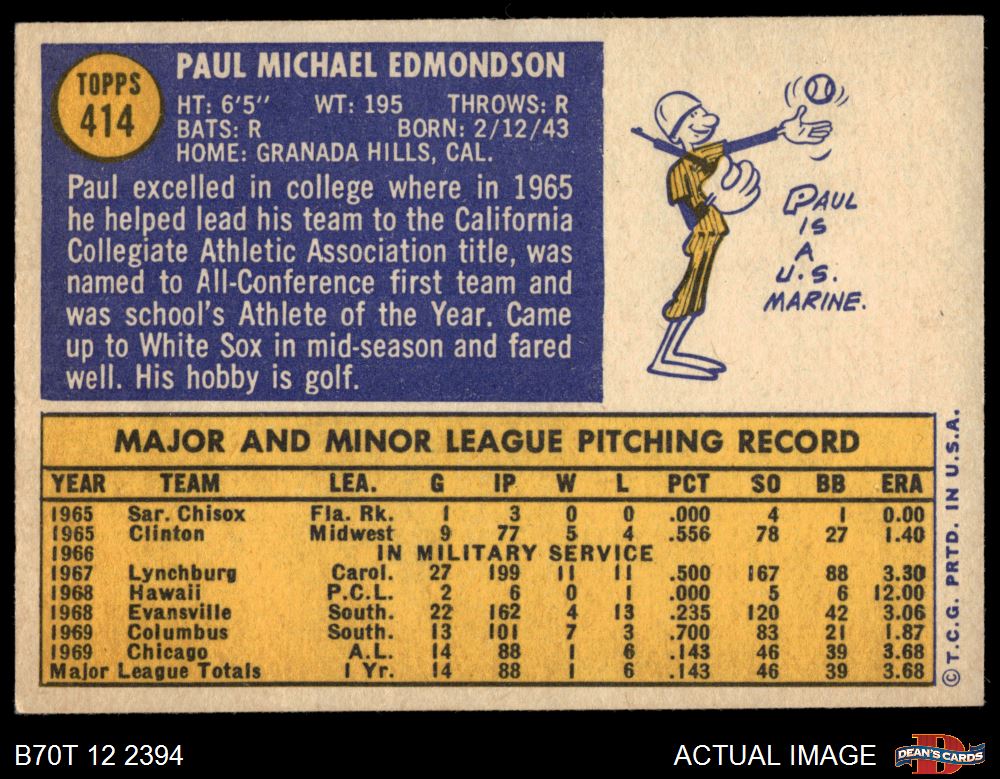 TOPPS
414
PAUL MICHAEL EDMONDSON
HT: 6'5" WT: 195 THROWS: R
BATS: R BORN: 2/12/43
HOME: GRANADA HILLS, CAL.
Paul excelled in college where in 1965
he helped lead his team to the California
Collegiate Athletic Association title, was
named to All-Conference first team and
was school's Athlete of the Year. Came
up to White Sox in mid-season and fared
well. His hobby is golf.
PAUL
IS
A
U.S.
MARINE.
MAJOR AND MINOR LEAGUE PITCHING RECORD
YEAR TEAM LEA. G IP W L PCT SO BB ERA
1965 Sar. Chisox Fla. Rk. 1 3 0 0 .000 4 1 0.00
1965 Clinton Midwest 9 77 5 4 .556 78 27 1.40
1966 IN MILITARY SERVICE
1967 Lynchburg Carol. 27 199 11 11 .500 167 88 3.30
1968 Hawaii P.C.L. 2 6 0 1 .000 5 6 12.00
1968 Evansville South. 22 162 4 13 .235 120 42 3.06
1969 Columbus South. 13 101 7 3 .700 83 21 1.87
1969 Chicago A.L. 14 88 1 6 .143 46 39 3.68
Major League Totals 1 Yr. 14 88 1 6 .143 46 39 3.68
© T.C.G. PRTD. IN U.S.A.
B70T 12 2394
ACTUAL IMAGE
DEAN'S CARDS